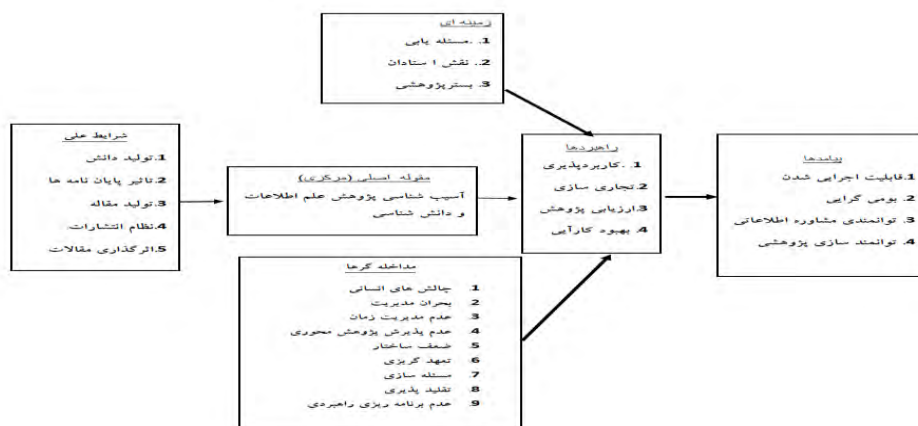 زمینه ای
1. .مسئله یابی
2. .نقش ا ستادان
3. بسترپژوهشی
شرایط علی
1.تولید دانش
2.تاثیر پایان نامه ها
3.تولید مقاله
4.نظام انتشارات
5.اثرگذاری مقالات
مقوله اصلی (مرکزی)
آسیب شناسی پژوهش علم اطلاعات
و دانش شناسی
راهبردها
1. .کاربردپذیری
2.تجاری سازی
3.ارزیابی پژوهش
4. بهبود کارآیی
پیامدها
1.قابلیت اجرایی شدن
2. بومی گرایی
3. توانمندی مشاوره اطلاعاتی
4. توانمند سازی پژوهشی
مداخله گرها
1. چالش های انسانی
2. بحران مدیریت
3. عدم مدیریت زمان
4. عدم پذیرش پژوهش محوری
5. ضعف ساختار
6. تعهد گریزی
7. مسئله سازی
8. تقلید پذیری
9. عدم برنامه ریزی راهبردی